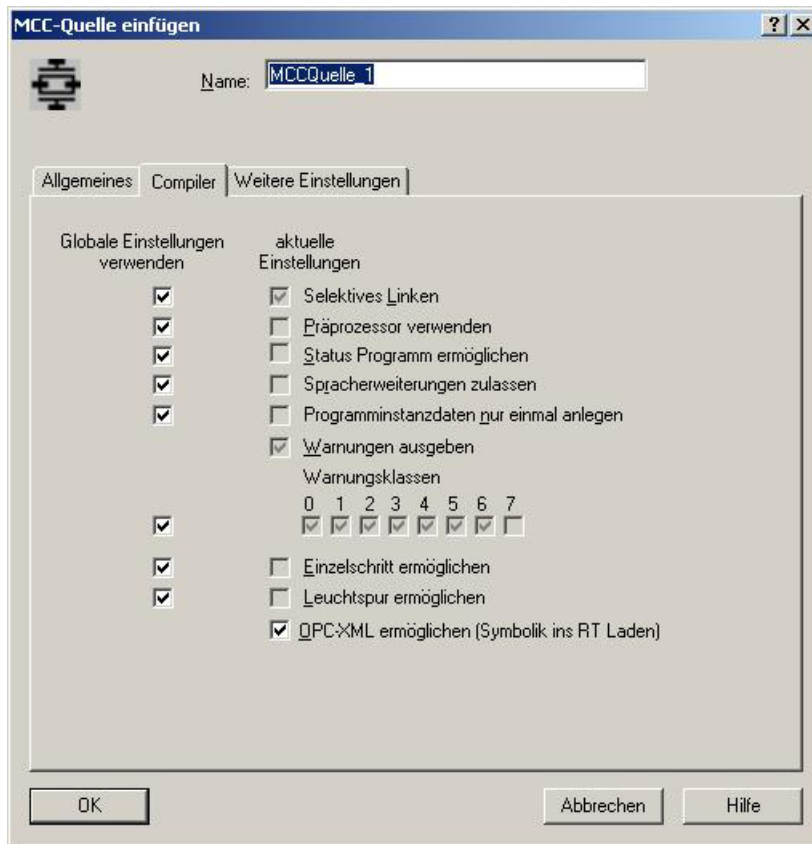 MCC-Quelle einfügen
Name: MCCQuelle_1
Allgemeines Compiler Weitere Einstellungen
Globale Einstellungen aktuelle
verwenden Einstellungen
Selektives Linken
Präprozessor verwenden
Status Programm ermöglichen
Spracherweiterungen zulassen
Programminstanzdaten nur einmal anlegen
Warnungen ausgeben
Warnungsklassen
0 1 2 3 4 5 6 7
Einzelschritt ermöglichen
Leuchtspur ermöglichen
OPC-XML ermöglichen (Symbolik ins RT Laden)
OK Abbrechen Hilfe